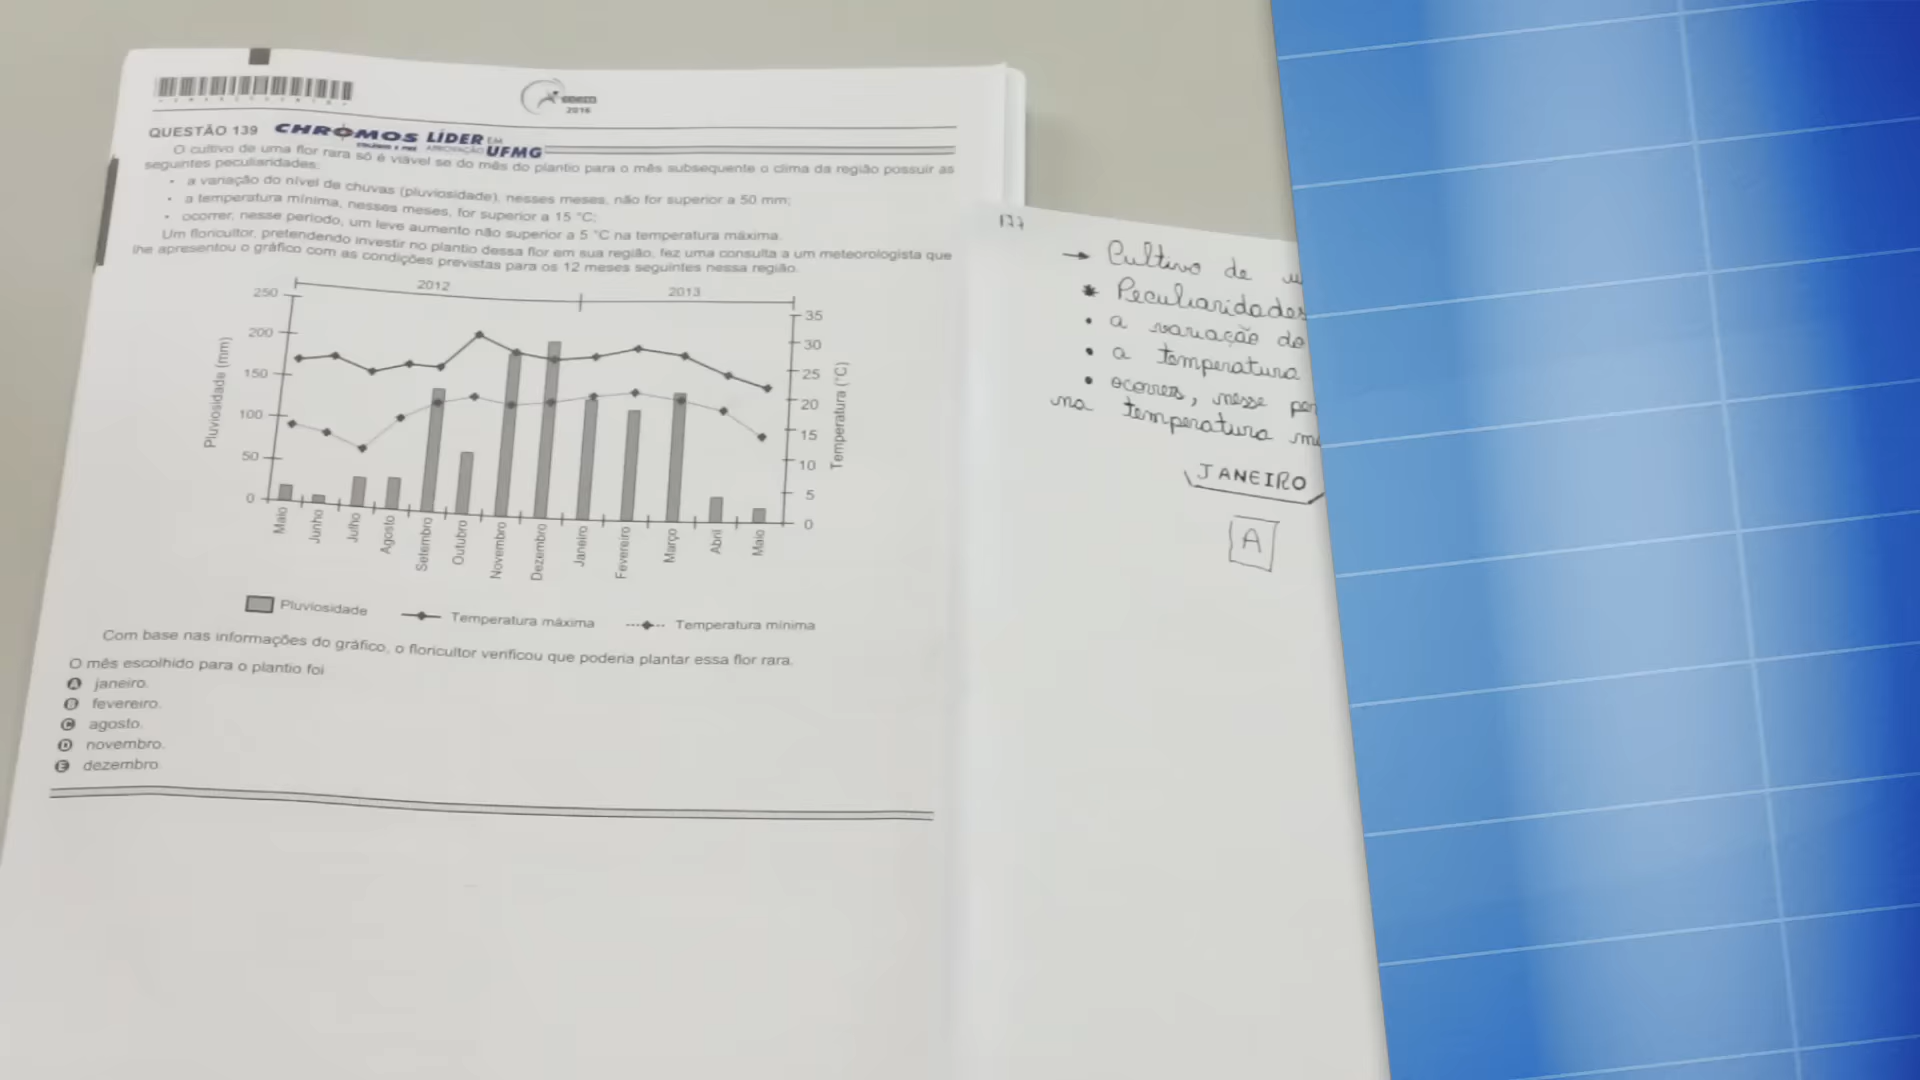 enem
2016
QUESTÃO 139 CHROMOS LÍDER EM
COLÉGIO E PRÉ APROVAÇÃO UFMG
O cultivo de uma flor rara só é viável se do mês do plantio para o mês subsequente o clima da região possuir as
seguintes peculiaridades:
• a variação do nível de chuvas (pluviosidade), nesses meses, não for superior a 50 mm;
• a temperatura mínima, nesses meses, for superior a 15 °C;
• ocorrer, nesse período, um leve aumento não superior a 5 °C na temperatura máxima.
Um floricultor, pretendendo investir no plantio dessa flor em sua região, fez uma consulta a um meteorologista que
lhe apresentou o gráfico com as condições previstas para os 12 meses seguintes nessa região.
2012 2013
Pluviosidade (mm)
250
200
150
100
50
0
35
30
25
20
15
10
5
0
Temperatura (°C)
Maio Junho Julho Agosto Setembro Outubro Novembro Dezembro Janeiro Fevereiro Março Abril Maio
Pluviosidade Temperatura máxima Temperatura mínima
Com base nas informações do gráfico, o floricultor verificou que poderia plantar essa flor rara.
O mês escolhido para o plantio foi
A janeiro.
B fevereiro.
C agosto.
D novembro.
E dezembro.
177
→ Cultivo de u
* Peculiaridades
• a variação do
• a temperatura
• ocorrer, nesse per
na temperatura m
JANEIRO
A